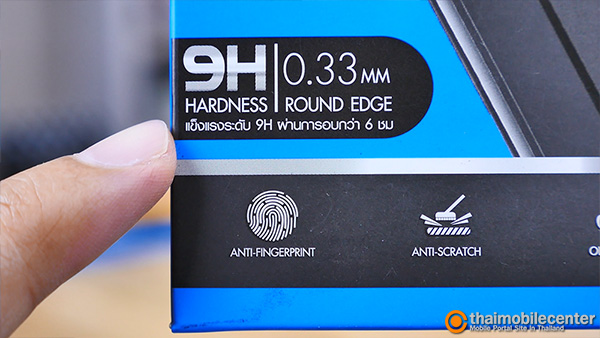 9H 0.33 MM
HARDNESS ROUND EDGE
แข็งแรงระดับ 9H ผ่านการอบกว่า 6 ชม
ANTI-FINGERPRINT ANTI-SCRATCH
thaimobilecenter
Mobile Portal Site in Thailand